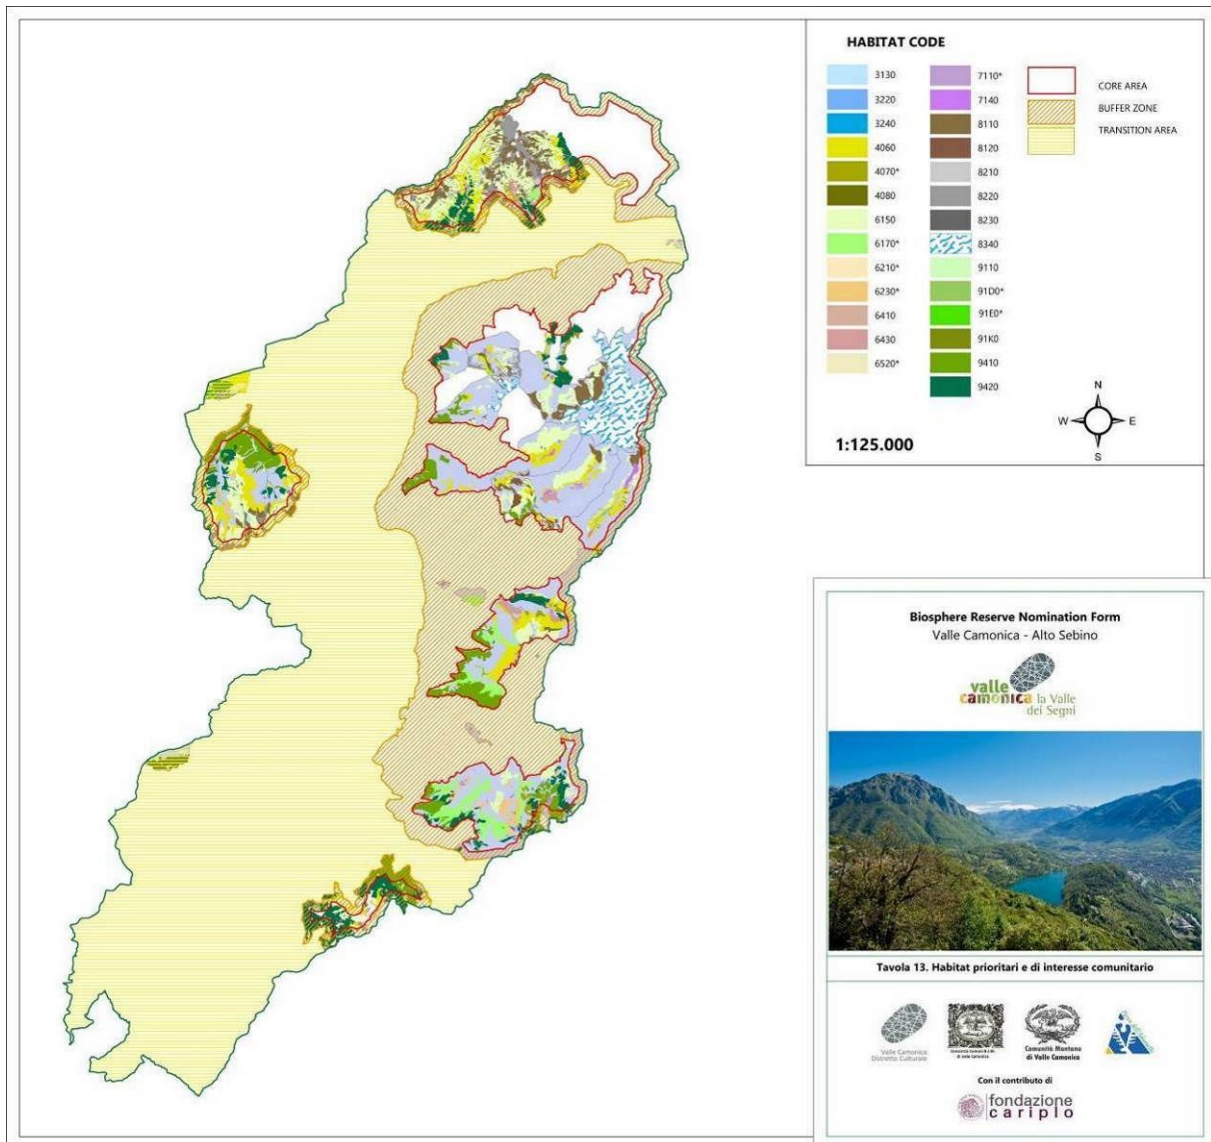 HABITAT CODE
3130
3220
3240
4060
4070*
4080
6150
6170*
6210*
6230*
6410
6430
6520*
7110*
7140
8110
8120
8210
8220
8230
8340
9110
91D0*
91E0*
91K0
9410
9420
CORE AREA
BUFFER ZONE
TRANSITION AREA
1:125.000
N
W
E
S
Biosphere Reserve Nomination Form
Valle Camonica - Alto Sebino
valle
camonica la Valle
dei Segni
Tavola 13. Habitat prioritari e di interesse comunitario
Valle Camonica
Distretto Culturale
Comunità Montana
di Valle Camonica
Con il contributo di
fondazione
cariplo